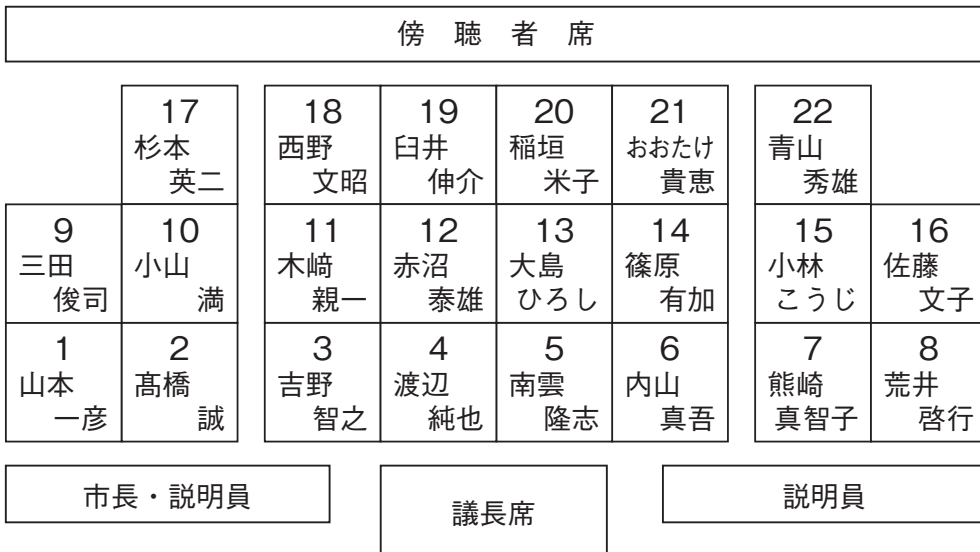 傍聴者席
17
杉本
英二
18
西野
文昭
19
臼井
伸介
20
稲垣
米子
21
おおたけ
貴恵
22
青山
秀雄
9
三田
俊司
10
小山
満
11
木﨑
親一
12
赤沼
泰雄
13
大島
ひろし
14
篠原
有加
15
小林
こうじ
16
佐藤
文子
1
山本
一彦
2
髙橋
誠
3
吉野
智之
4
渡辺
純也
5
南雲
隆志
6
内山
真吾
7
熊崎
真智子
8
荒井
啓行
市長・説明員
議長席
説明員